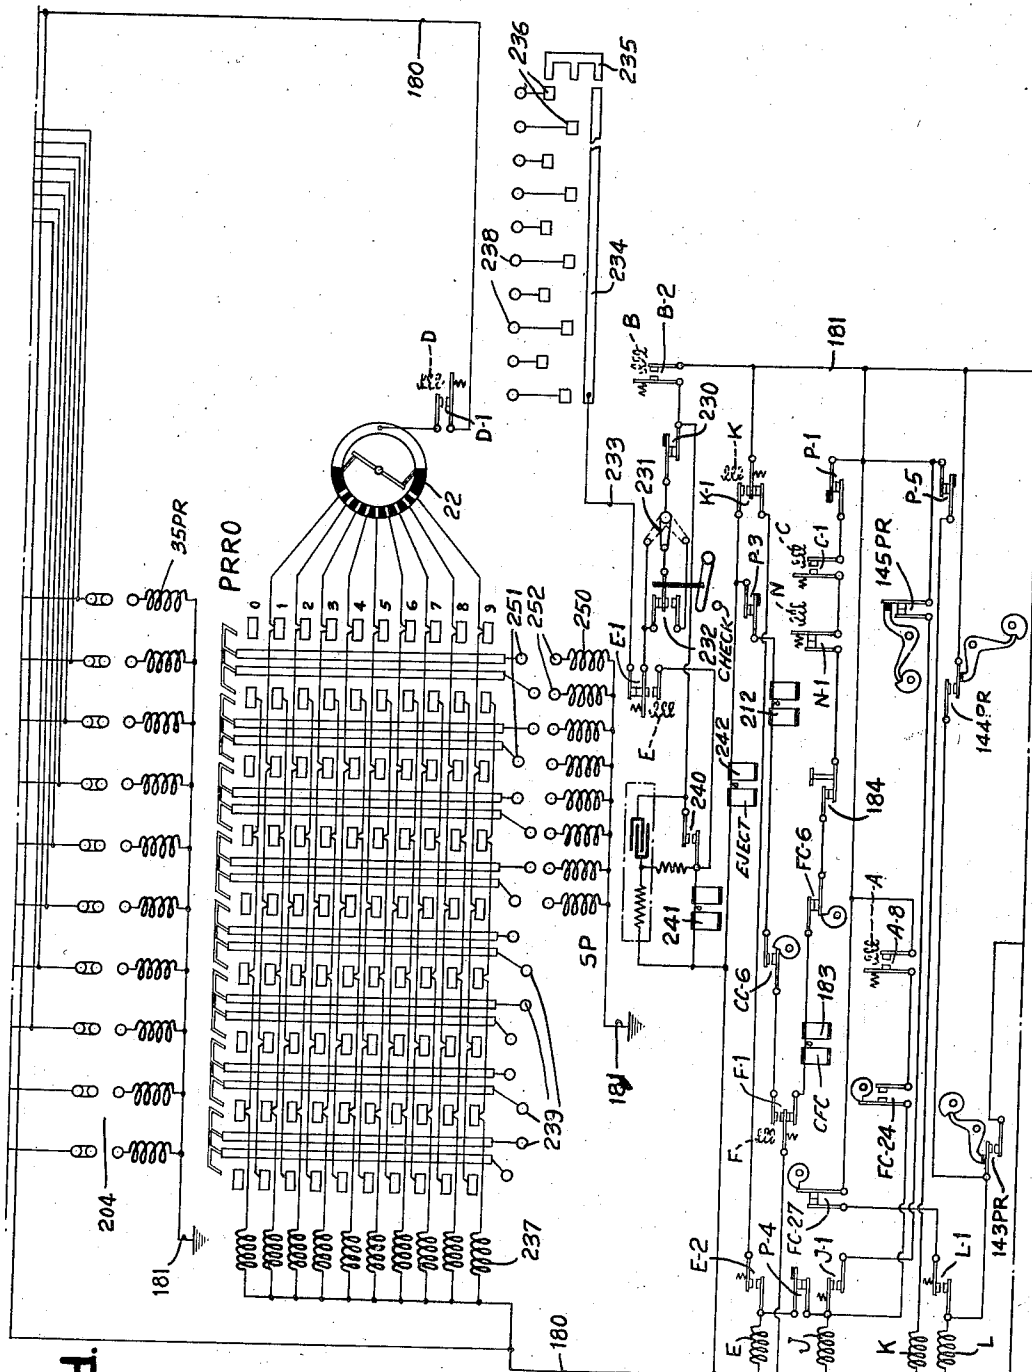 180
236
235
238
234
35PR
D
D-1
22
PRRO
0
1
2
3
4
5
6
7
8
9
251
252
250
B
B-2
181
230
233
231
K
K-1
E-1
E
232
CHECK
P-3
C
C-1
P-1
N
N-1
P-5
145PR
144PR
212
242
240
EJECT
241
184
FC-6
SP
181
CC-6
A
A-8
183
CFC
F-1
F
FC-24
239
204
181
237
E-2
P-4
FC-27
J-1
L-1
143PR
180
E
J
K
L
F